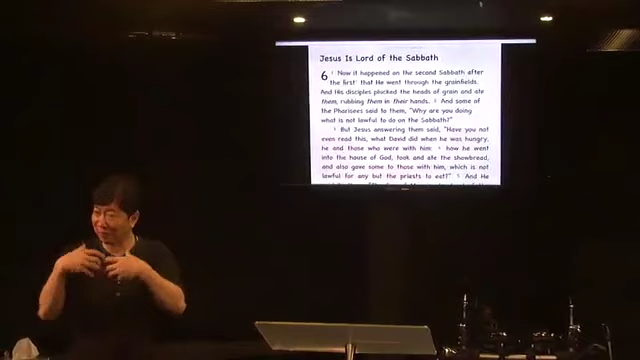 Jesus Is Lord of the Sabbath
6 1 Now it happened on the second Sabbath after
the first that He went through the grainfields.
And His disciples plucked the heads of grain and ate
them, rubbing them in their hands. 2 And some of
the Pharisees said to them, "Why are you doing
what is not lawful to do on the Sabbath?"
3 But Jesus answering them said, "Have you not
even read this, what David did when he was hungry,
he and those who were with him: 4 how he went
into the house of God, took and ate the showbread,
and also gave some to those with him, which is not
lawful for any but the priests to eat?" 5 And He